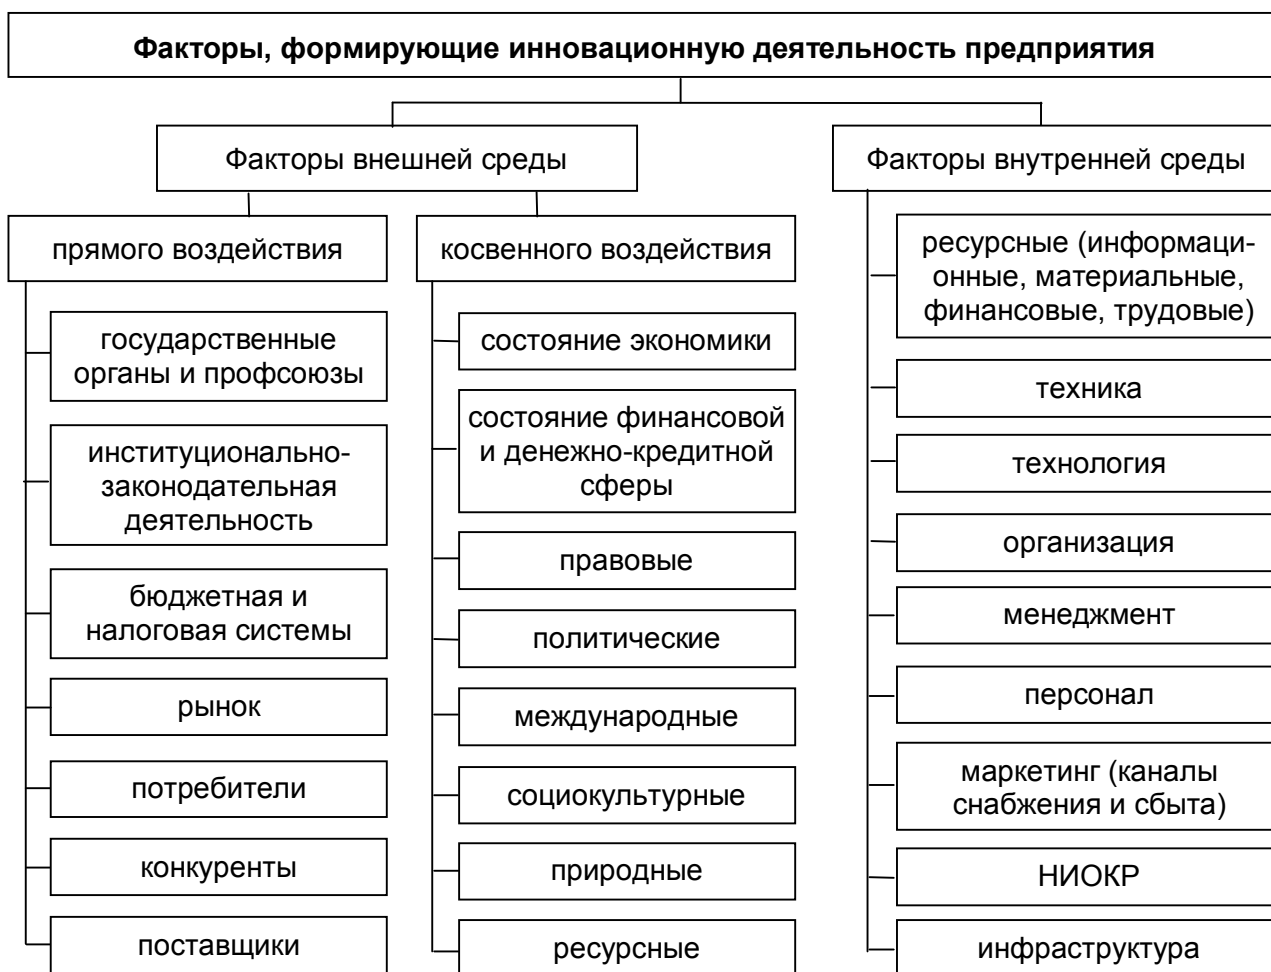 Факторы, формирующие инновационную деятельность предприятия
Факторы внешней среды
Факторы внутренней среды
прямого воздействия
государственные
органы и профсоюзы
институционально-
законодательная
деятельность
бюджетная и
налоговая системы
рынок
потребители
конкуренты
поставщики
косвенного воздействия
состояние экономики
состояние финансовой
и денежно-кредитной
сферы
правовые
политические
международные
социокультурные
природные
ресурсные
ресурсные (информаци-
онные, материальные,
финансовые, трудовые)
техника
технология
организация
менеджмент
персонал
маркетинг (каналы
снабжения и сбыта)
НИОКР
инфраструктура